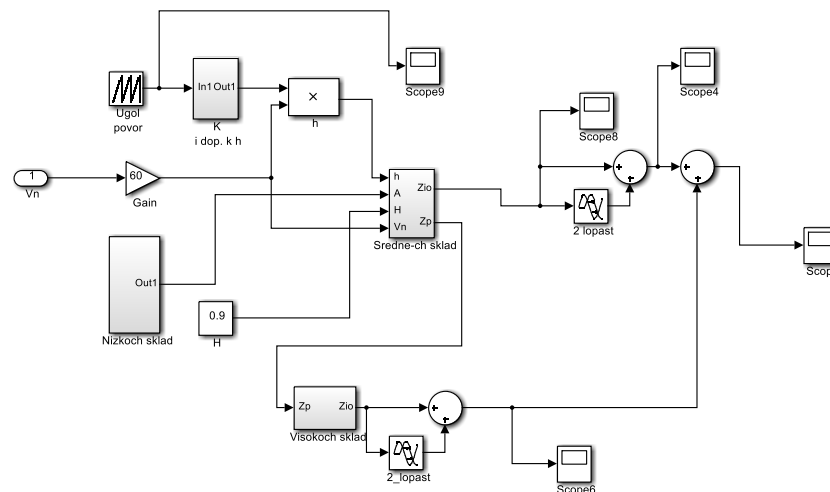 Scope9
Scope4
In1 Out1
Ugol
povor
K
i dop. k h
×
h
Scope8
1
Vn
60
Gain
h
A
H
Vn
Zio
Zp
Sredne-ch sklad
2 lopast
Scop
Out1
Nizkoch sklad
0.9
H
Zp
Zio
Visokoch sklad
2_lopast
Scope6